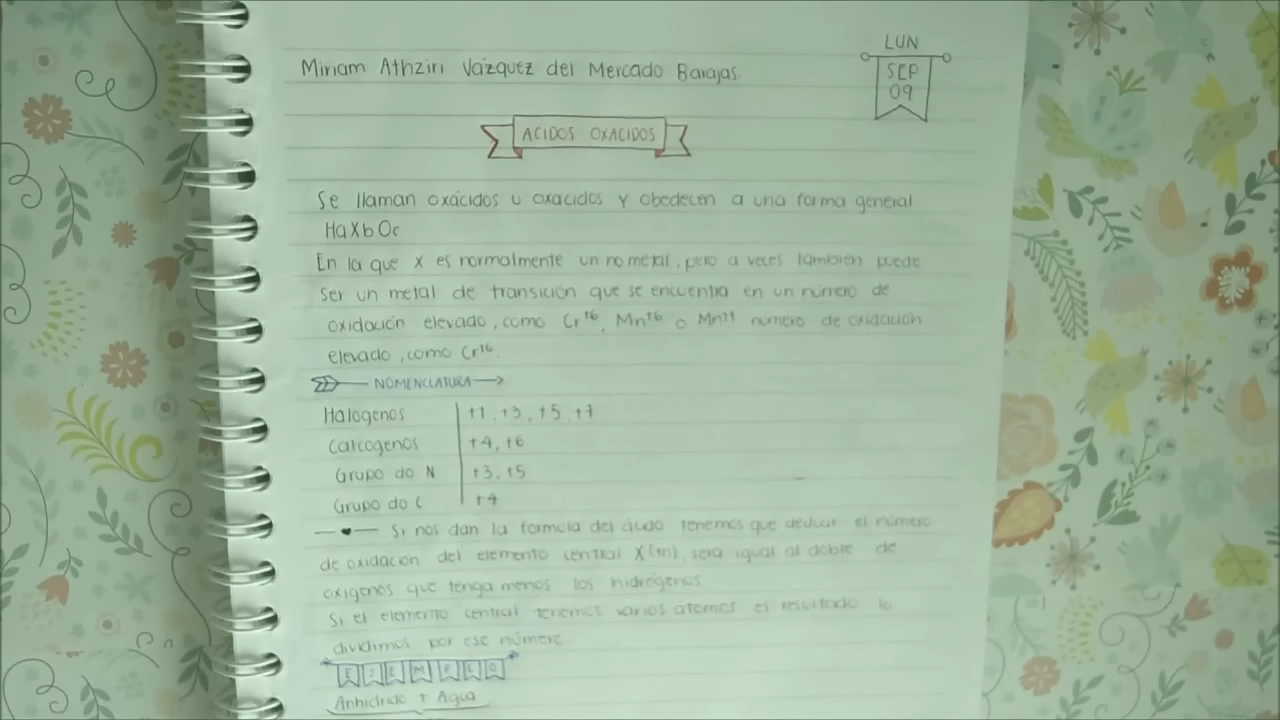 LUN
SEP
09
Miriam Athziri Vázquez del Mercado Barajas.
ACIDOS OXACIDOS
Se llaman oxácidos u oxacidos y obedecen a una forma general
HaXbOc
En la que X es normalmente un no metal, pero a veces tambien puede
ser un metal de transición que se encuentra en un número de
oxidación elevado, como Cr+6, Mn+6 o Mn+7 número de oxidación
elevado, como Cr+6.
NOMENCLATURA
Halogenos +1, +3, +5, +7
Calcogenos +4, +6
Grupo do N +3, +5
Grupo do C +4
Si nos dan la formula del ácido tenemos que deducir el número
de oxidación del elemento central X(+n), sera igual al doble de
oxigenos que tenga menos los hidrógenos.
Si el elemento central tenemos varios atomos es resultado lo
dividimos por ese número.
EJEMPLO
Anhidrido + Agua